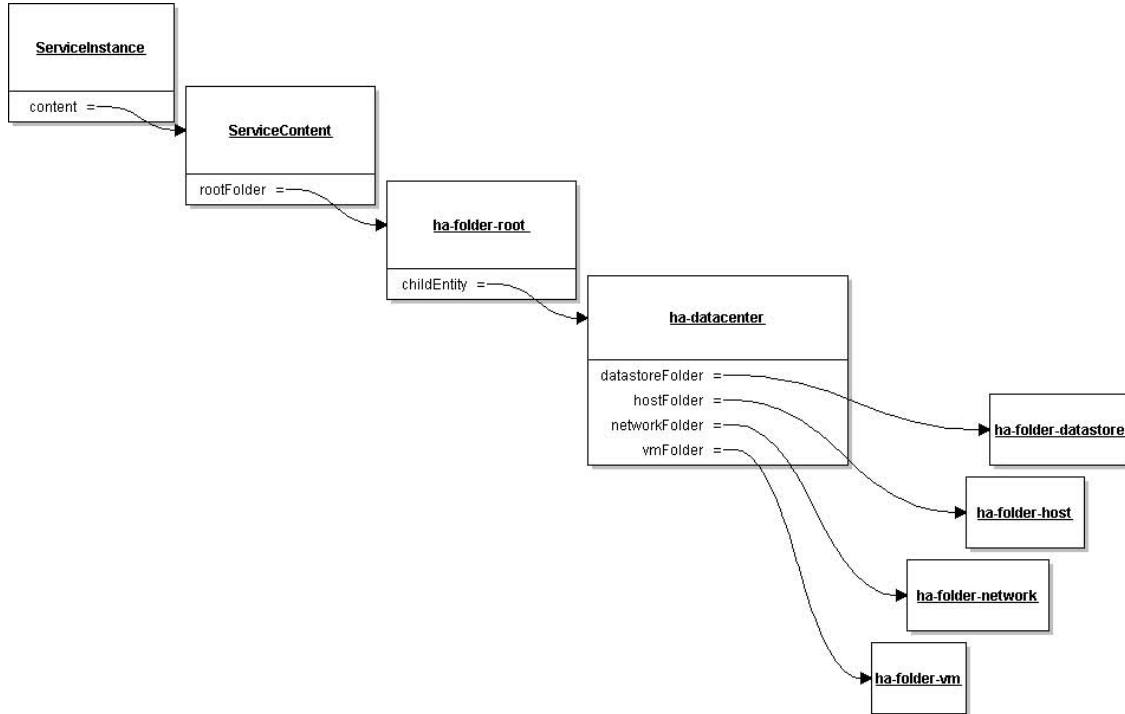 ServiceInstance
content =
ServiceContent
rootFolder =
ha-folder-root
childEntity =
ha-datacenter
datastoreFolder =
hostFolder =
networkFolder =
vmFolder =
ha-folder-datastore
ha-folder-host
ha-folder-network
ha-folder-vm